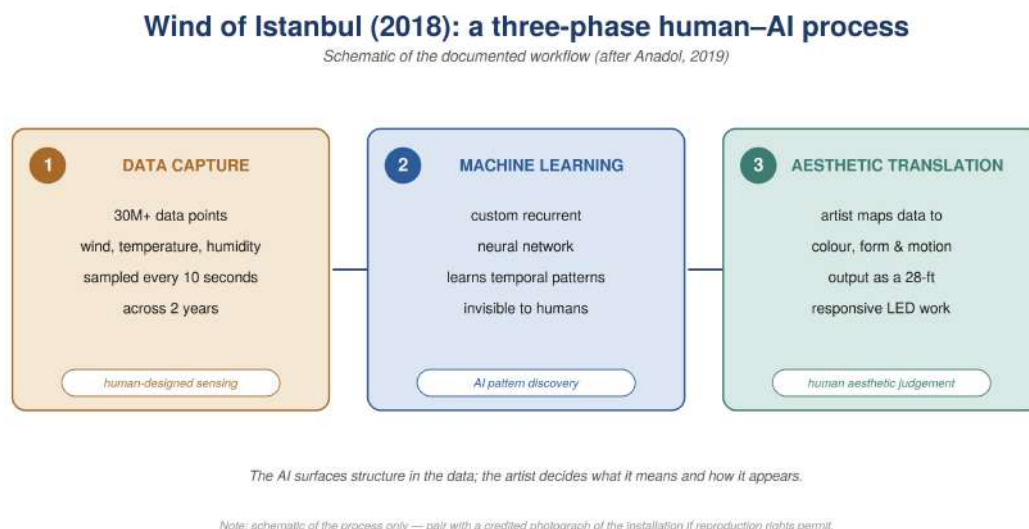 Wind of Istanbul (2018): a three-phase human–AI process
Schematic of the documented workflow (after Anadol, 2019)
1
DATA CAPTURE
30M+ data points
wind, temperature, humidity
sampled every 10 seconds
across 2 years
human-designed sensing
2
MACHINE LEARNING
custom recurrent
neural network
learns temporal patterns
invisible to humans
AI pattern discovery
3
AESTHETIC TRANSLATION
artist maps data to
colour, form & motion
output as a 28-ft
responsive LED work
human aesthetic judgement
The AI surfaces structure in the data; the artist decides what it means and how it appears.
Note: schematic of the process only — pair with a credited photograph of the installation if reproduction rights permit.